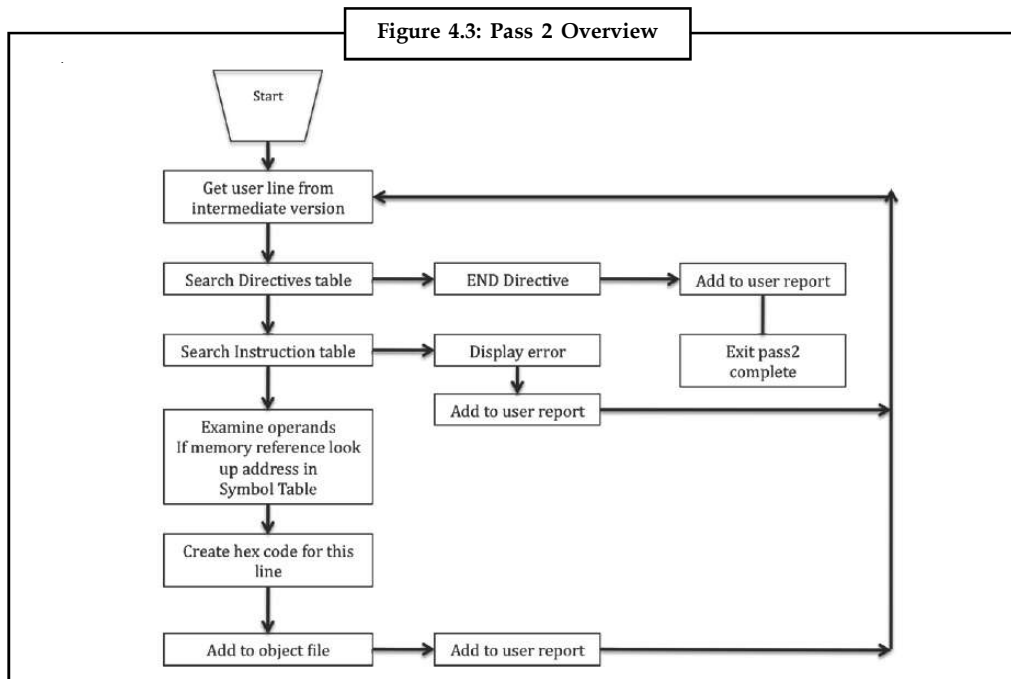 Figure 4.3: Pass 2 Overview
Start
Get user line from
intermediate version
Search Directives table
END Directive
Add to user report
Search Instruction table
Display error
Exit pass2
complete
Add to user report
Examine operands
If memory reference look
up address in
Symbol Table
Create hex code for this
line
Add to object file
Add to user report